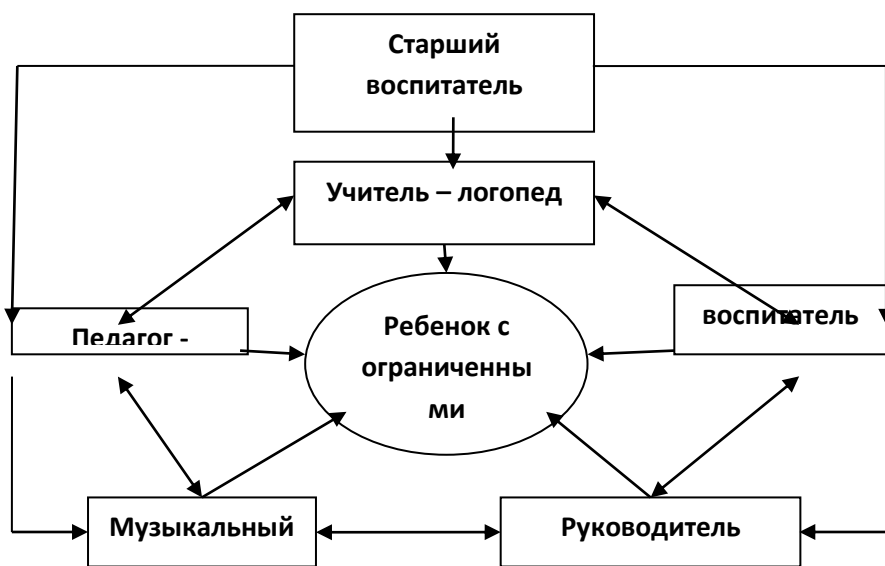 Старший
воспитатель
Учитель – логопед
Педагог -
воспитатель
Ребенок с
ограниченны
ми
Музыкальный
Руководитель